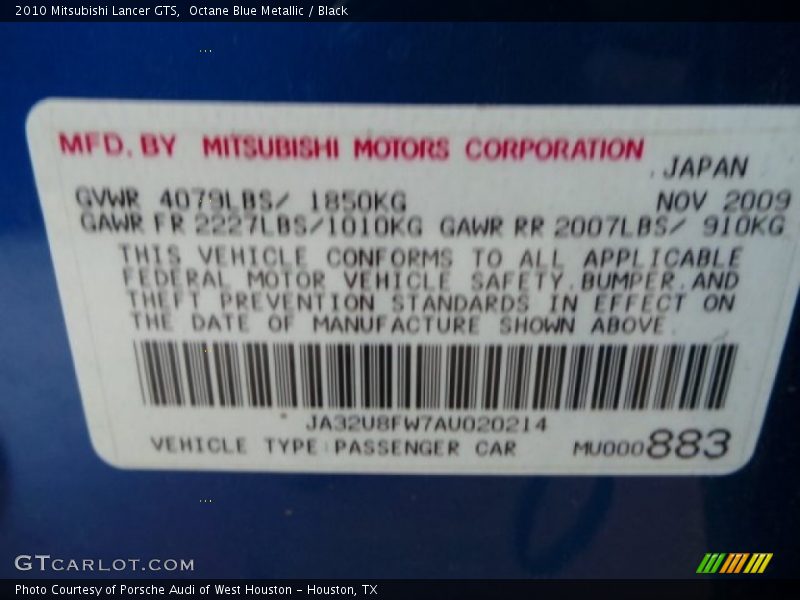 2010 Mitsubishi Lancer GTS,  Octane Blue Metallic / Black
MFD. BY MITSUBISHI MOTORS CORPORATION
JAPAN
GVWR 4079LBS/ 1850KG NOV 2009
GAWR FR 2227LBS/1010KG GAWR RR 2007LBS/ 910KG
THIS VEHICLE CONFORMS TO ALL APPLICABLE
FEDERAL MOTOR VEHICLE SAFETY.BUMPER.AND
THEFT PREVENTION STANDARDS IN EFFECT ON
THE DATE OF MANUFACTURE SHOWN ABOVE.
JA32U8FW7AU020214
VEHICLE TYPE:PASSENGER CAR MU000883
GTCARLOT.COM
Photo Courtesy of Porsche Audi of West Houston - Houston, TX